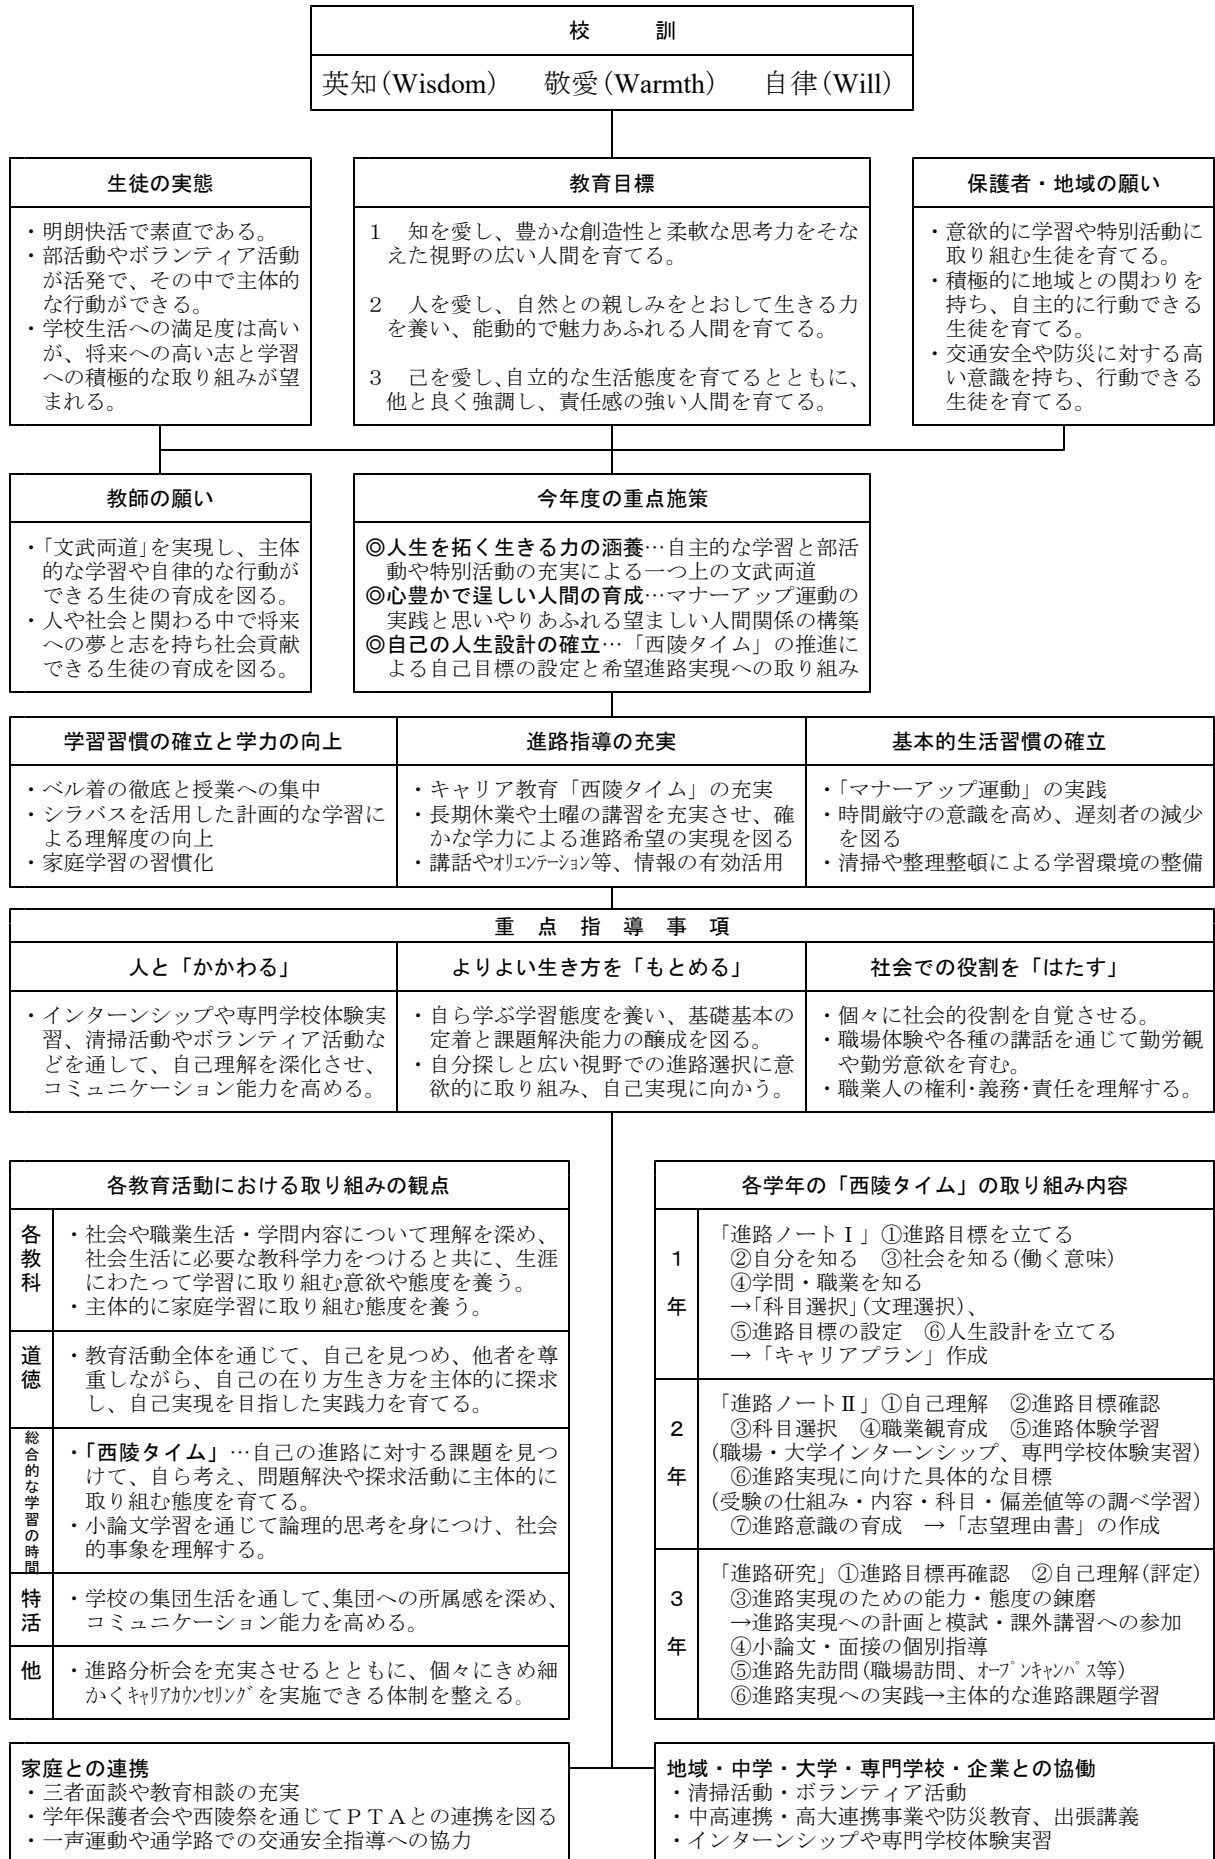 校　　訓
英知(Wisdom)　敬愛(Warmth)　自律(Will)
生徒の実態
・明朗快活で素直である。
・部活動やボランティア活動
が活発で、その中で主体的
な行動ができる。
・学校生活への満足度は高い
が、将来への高い志と学習
への積極的な取り組みが望
まれる。
教育目標
１　知を愛し、豊かな創造性と柔軟な思考力をそな
えた視野の広い人間を育てる。
２　人を愛し、自然との親しみをとおして生きる力
を養い、能動的で魅力あふれる人間を育てる。
３　己を愛し、自立的な生活態度を育てるとともに、
他と良く強調し、責任感の強い人間を育てる。
保護者・地域の願い
・意欲的に学習や特別活動に
取り組む生徒を育てる。
・積極的に地域との関わりを
持ち、自主的に行動できる
生徒を育てる。
・交通安全や防災に対する高
い意識を持ち、行動できる
生徒を育てる。
教師の願い
・「文武両道」を実現し、主体
的な学習や自律的な行動が
できる生徒の育成を図る。
・人や社会と関わる中で将来
への夢と志を持ち社会貢献
できる生徒の育成を図る。
今年度の重点施策
◎人生を拓く生きる力の涵養…自主的な学習と部活
動や特別活動の充実による一つ上の文武両道
◎心豊かで逞しい人間の育成…マナーアップ運動の
実践と思いやりあふれる望ましい人間関係の構築
◎自己の人生設計の確立…「西陵タイム」の推進に
よる自己目標の設定と希望進路実現への取り組み
学習習慣の確立と学力の向上
・ベル着の徹底と授業への集中
・シラバスを活用した計画的な学習に
よる理解度の向上
・家庭学習の習慣化
進路指導の充実
・キャリア教育「西陵タイム」の充実
・長期休業や土曜の講習を充実させ、確
かな学力による進路希望の実現を図る
・講話やｵﾘｴﾝﾃｰｼｮﾝ等、情報の有効活用
基本的生活習慣の確立
・「マナーアップ運動」の実践
・時間厳守の意識を高め、遅刻者の減少
を図る
・清掃や整理整頓による学習環境の整備
重　点　指　導　事　項
人と「かかわる」
・インターンシップや専門学校体験実
習、清掃活動やボランティア活動な
どを通して、自己理解を深化させ、
コミュニケーション能力を高める。
よりよい生き方を「もとめる」
・自ら学ぶ学習態度を養い、基礎基本の
定着と課題解決能力の醸成を図る。
・自分探しと広い視野での進路選択に意
欲的に取り組み、自己実現に向かう。
社会での役割を「はたす」
・個々に社会的役割を自覚させる。
・職場体験や各種の講話を通じて勤労観
や勤労意欲を育む。
・職業人の権利・義務・責任を理解する。
各教育活動における取り組みの観点
各教科
・社会や職業生活・学問内容について理解を深め、
社会生活に必要な教科学力をつけると共に、生涯
にわたって学習に取り組む意欲や態度を養う。
・主体的に家庭学習に取り組む態度を養う。
道徳
・教育活動全体を通じて、自己を見つめ、他者を尊
重しながら、自己の在り方生き方を主体的に探求
し、自己実現を目指した実践力を育てる。
総合的な学習の時間
・「西陵タイム」…自己の進路に対する課題を見つ
けて、自ら考え、問題解決や探求活動に主体的に
取り組む態度を育てる。
・小論文学習を通じて論理的思考を身につけ、社会
的事象を理解する。
特活
・学校の集団生活を通して、集団への所属感を深め、
コミュニケーション能力を高める。
他
・進路分析会を充実させるとともに、個々にきめ細
かくｷｬﾘｱｶｳﾝｾﾘﾝｸﾞを実施できる体制を整える。
各学年の「西陵タイム」の取り組み内容
１年
「進路ノートⅠ」①進路目標を立てる
②自分を知る　③社会を知る(働く意味)
④学問・職業を知る
→「科目選択」(文理選択)、
⑤進路目標の設定　⑥人生設計を立てる
→「キャリアプラン」作成
２年
「進路ノートⅡ」①自己理解　②進路目標確認
③科目選択　④職業観育成　⑤進路体験学習
(職場・大学インターンシップ、専門学校体験実習)
⑥進路実現に向けた具体的な目標
(受験の仕組み・内容・科目・偏差値等の調べ学習)
⑦進路意識の育成　→「志望理由書」の作成
３年
「進路研究」①進路目標再確認　②自己理解(評定)
③進路実現のための能力・態度の錬磨
→進路実現への計画と模試・課外講習への参加
④小論文・面接の個別指導
⑤進路先訪問(職場訪問、ｵｰﾌﾟﾝｷｬﾝﾊﾟｽ等)
⑥進路実現への実践→主体的な進路課題学習
家庭との連携
・三者面談や教育相談の充実
・学年保護者会や西陵祭を通じてＰＴＡとの連携を図る
・一声運動や通学路での交通安全指導への協力
地域・中学・大学・専門学校・企業との協働
・清掃活動・ボランティア活動
・中高連携・高大連携事業や防災教育、出張講義
・インターンシップや専門学校体験実習